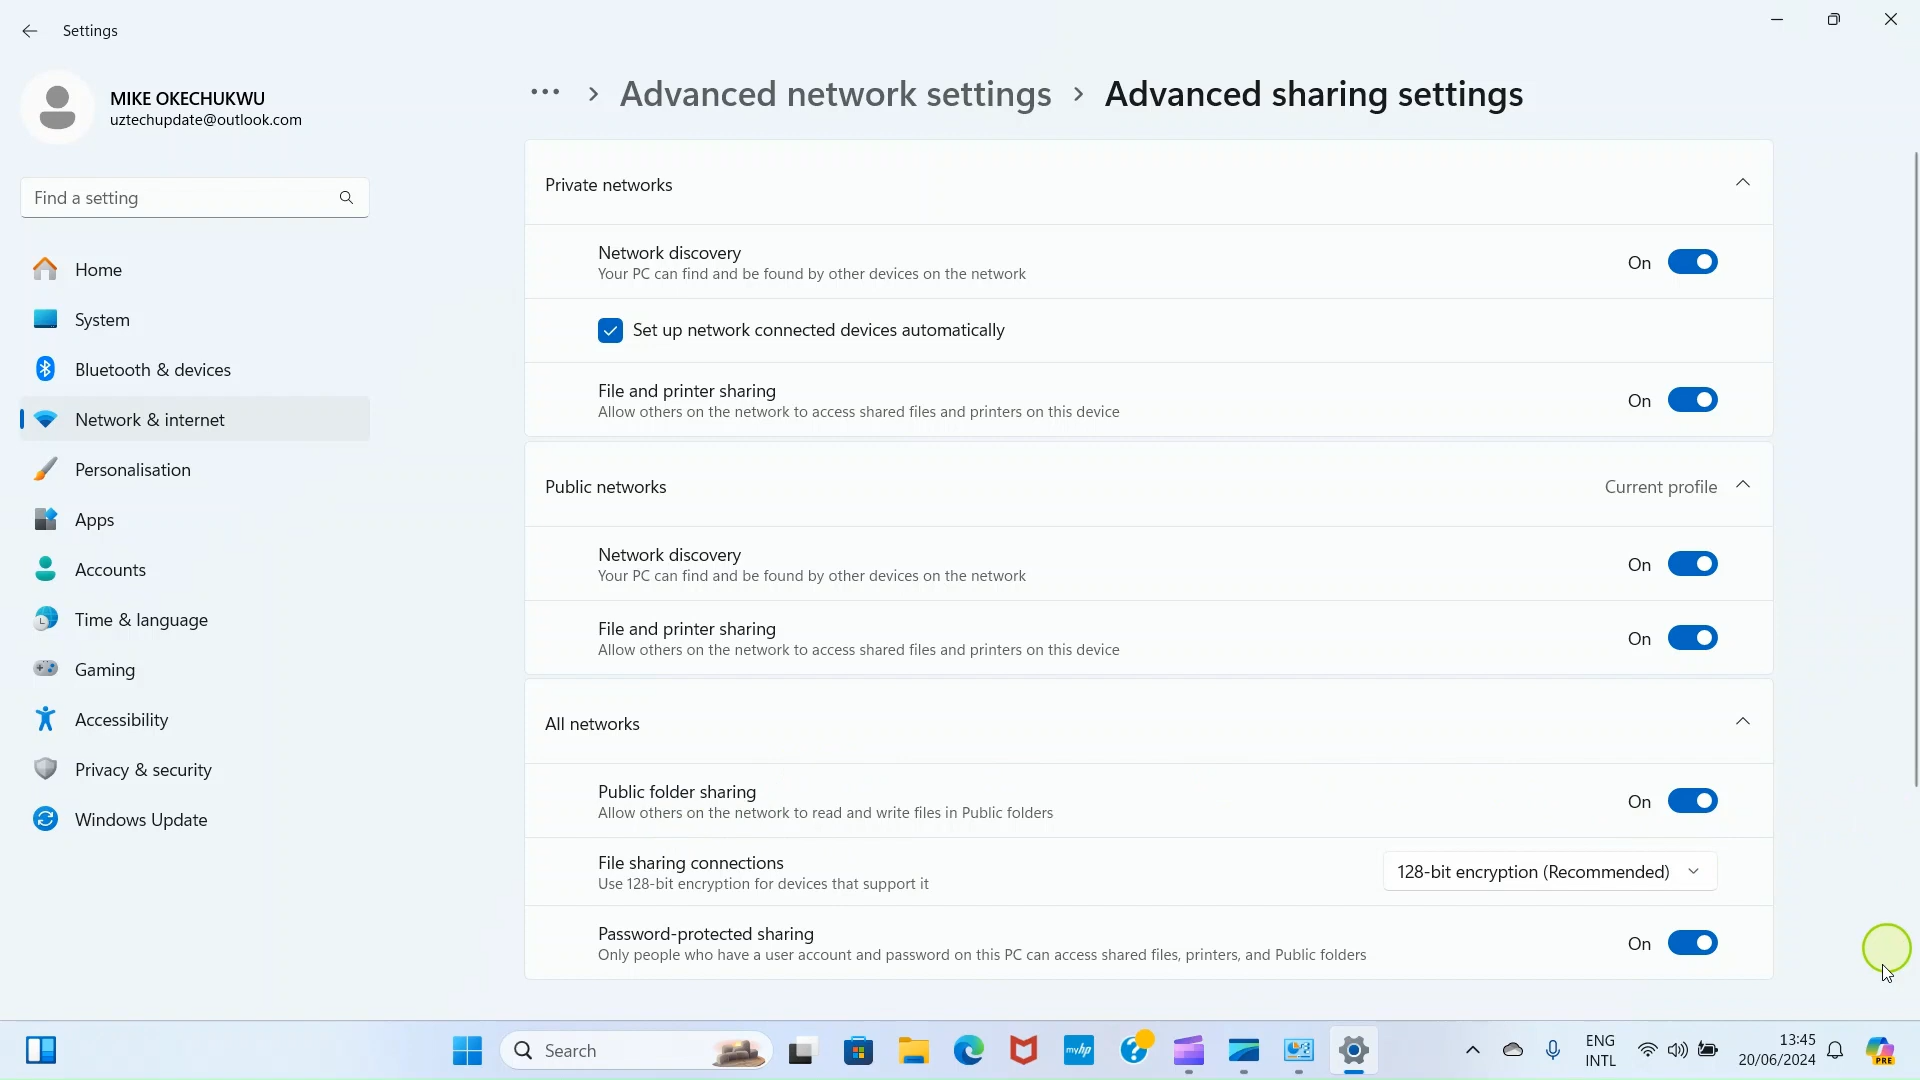 Settings
MIKE OKECHUKWU
uztechupdate@outlook.com
Find a setting
Home
System
Bluetooth & devices
Network & internet
Personalisation
Apps
Accounts
Time & language
Gaming
Accessibility
Privacy & security
Windows Update
... > Advanced network settings > Advanced sharing settings
Private networks
Network discovery
Your PC can find and be found by other devices on the network
On
Set up network connected devices automatically
File and printer sharing
Allow others on the network to access shared files and printers on this device
On
Public networks
Current profile
Network discovery
Your PC can find and be found by other devices on the network
On
File and printer sharing
Allow others on the network to access shared files and printers on this device
On
All networks
Public folder sharing
Allow others on the network to read and write files in Public folders
On
File sharing connections
Use 128-bit encryption for devices that support it
128-bit encryption (Recommended)
Password-protected sharing
Only people who have a user account and password on this PC can access shared files, printers, and Public folders
On
Search
myhp
ENG
INTL
13:45
20/06/2024
PRE